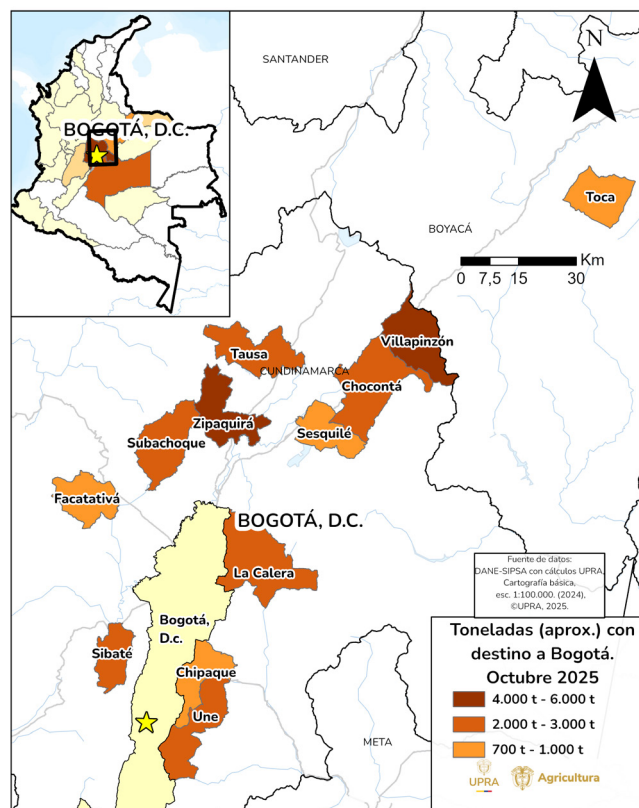 SANTANDER
N
BOGOTÁ, D.C.
Toca
BOYACÁ
Km
0 7,5 15 30
Villapinzón
Tausa
CUNDINAMARCA
Chocontá
Zipaquirá
Sesquilé
Subachoque
Facatativá
BOGOTÁ, D.C.
La Calera
Fuente de datos:
DANE-SIPSA con cálculos UPRA,
Cartografía básica,
esc. 1:100.000. (2024),
©UPRA, 2025.
Bogotá,
D.c.
Sibaté
Chipaque
Une
META
Toneladas (aprox.) con
destino a Bogotá.
Octubre 2025
4.000 t - 6.000 t
2.000 t - 3.000 t
700 t - 1.000 t
UPRA
Agricultura